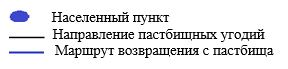 Населенный пункт
Направление пастбищных угодий
Маршрут возвращения с пастбища